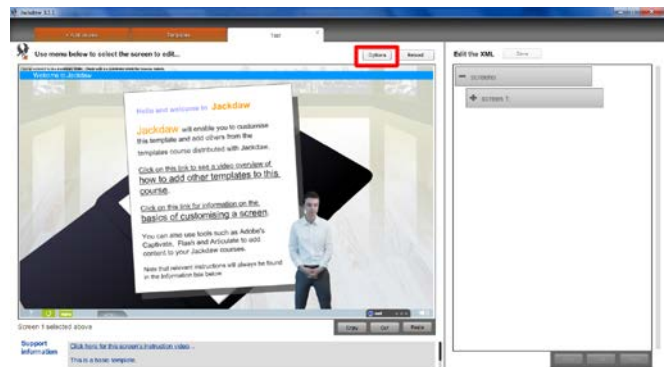 Jackdaw 3.5.1
Templates
Test
Use menu below to select the screen to edit...
Options
Reload
Edit the XML
Save
Welcome to Jackdaw
screens
screen 1:
Hello and welcome to Jackdaw
Jackdaw will enable you to customise
this template and add others from the
templates course distributed with Jackdaw.
Click on this link to see a video overview of
how to add other templates to this
course.
Click on this link for information on the
basics of customising a screen.
You can also use tools such as Adobe's
Captivate, Flash and Articulate to add
content to your Jackdaw courses.
Note that relevant instructions will always be found
in the information box below
Screen 1 selected above
Copy
Cut
Paste
Support
information
Click here for this screen's instruction video
This is a basic template.